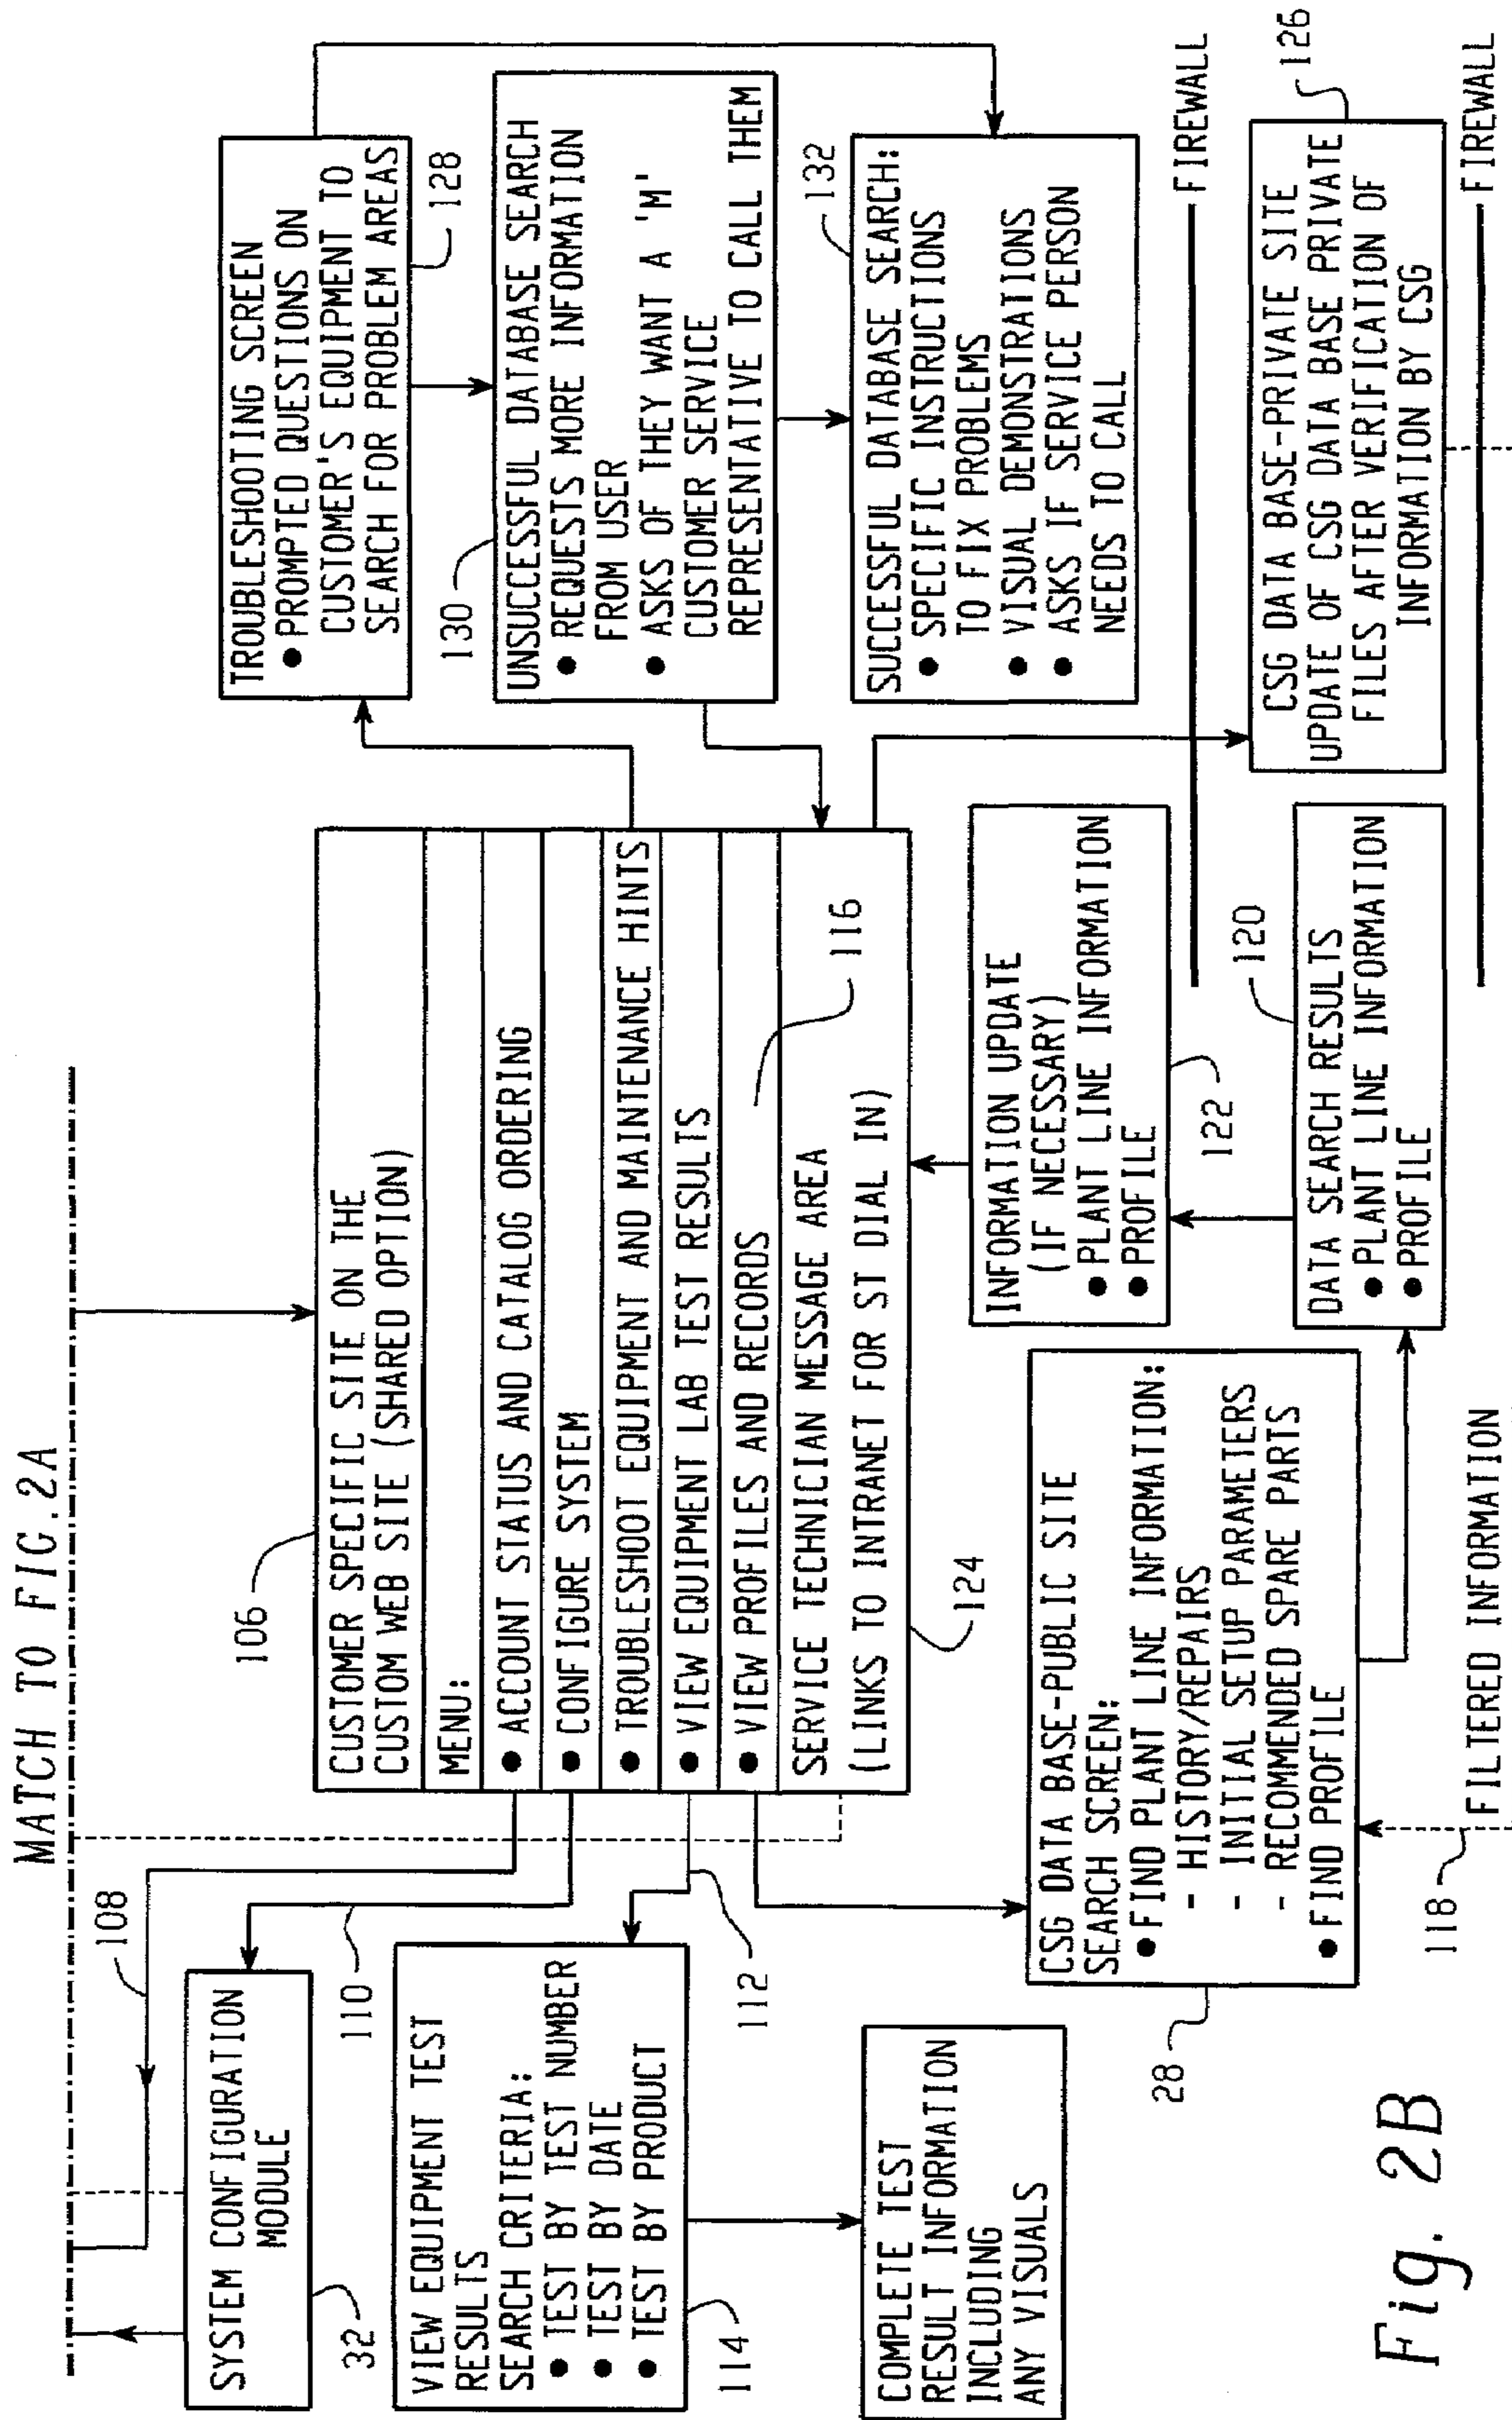 MATCH TO FIG.2A
108
SYSTEM CONFIGURATION
MODULE
32
110
VIEW EQUIPMENT TEST
RESULTS
SEARCH CRITERIA:
● TEST BY TEST NUMBER
● TEST BY DATE
● TEST BY PRODUCT
112
114
COMPLETE TEST
RESULT INFORMATION
INCLUDING
ANY VISUALS
106
CUSTOMER SPECIFIC SITE ON THE
CUSTOM WEB SITE (SHARED OPTION)
MENU:
● ACCOUNT STATUS AND CATALOG ORDERING
● CONFIGURE SYSTEM
● TROUBLESHOOT EQUIPMENT AND MAINTENANCE HINTS
● VIEW EQUIPMENT LAB TEST RESULTS
● VIEW PROFILES AND RECORDS
116
SERVICE TECHNICIAN MESSAGE AREA
(LINKS TO INTRANET FOR ST DIAL IN)
124
TROUBLESHOOTING SCREEN
● PROMPTED QUESTIONS ON
CUSTOMER'S EQUIPMENT TO
SEARCH FOR PROBLEM AREAS
128
130
UNSUCCESSFUL DATABASE SEARCH
● REQUESTS MORE INFORMATION
FROM USER
● ASKS OF THEY WANT A 'M'
CUSTOMER SERVICE
REPRESENTATIVE TO CALL THEM
132
SUCCESSFUL DATABASE SEARCH:
● SPECIFIC INSTRUCTIONS
TO FIX PROBLEMS
● VISUAL DEMONSTRATIONS
● ASKS IF SERVICE PERSON
NEEDS TO CALL
CSG DATA BASE-PUBLIC SITE
SEARCH SCREEN:
● FIND PLANT LINE INFORMATION:
- HISTORY/REPAIRS
- INITIAL SETUP PARAMETERS
- RECOMMENDED SPARE PARTS
● FIND PROFILE
28
118
FILTERED INFORMATION
INFORMATION UPDATE
(IF NECESSARY)
● PLANT LINE INFORMATION
● PROFILE
122
120
DATA SEARCH RESULTS
● PLANT LINE INFORMATION
● PROFILE
FIREWALL
126
CSG DATA BASE-PRIVATE SITE
UPDATE OF CSG DATA BASE PRIVATE
FILES AFTER VERIFICATION OF
INFORMATION BY CSG
FIREWALL
Fig. 2B